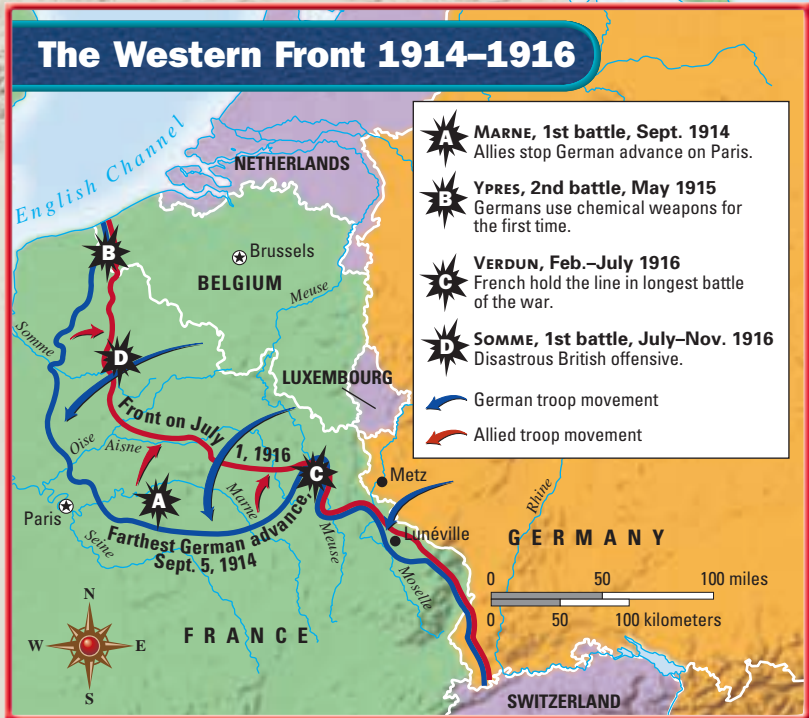 The Western Front 1914–1916
A MARNE, 1st battle, Sept. 1914
Allies stop German advance on Paris.
B YPRES, 2nd battle, May 1915
Germans use chemical weapons for
the first time.
C VERDUN, Feb.–July 1916
French hold the line in longest battle
of the war.
D SOMME, 1st battle, July–Nov. 1916
Disastrous British offensive.
German troop movement
Allied troop movement
English Channel
NETHERLANDS
B
Brussels
BELGIUM
Meuse
Somme
D
LUXEMBOURG
Front on July
1, 1916
Oise
Aisne
C
Metz
Rhine
A
Marne
Paris
Meuse
Lunéville
GERMANY
Farthest German advance,
Sept. 5, 1914
Seine
Moselle
0 50 100 miles
0 50 100 kilometers
N
W E
S
FRANCE
SWITZERLAND